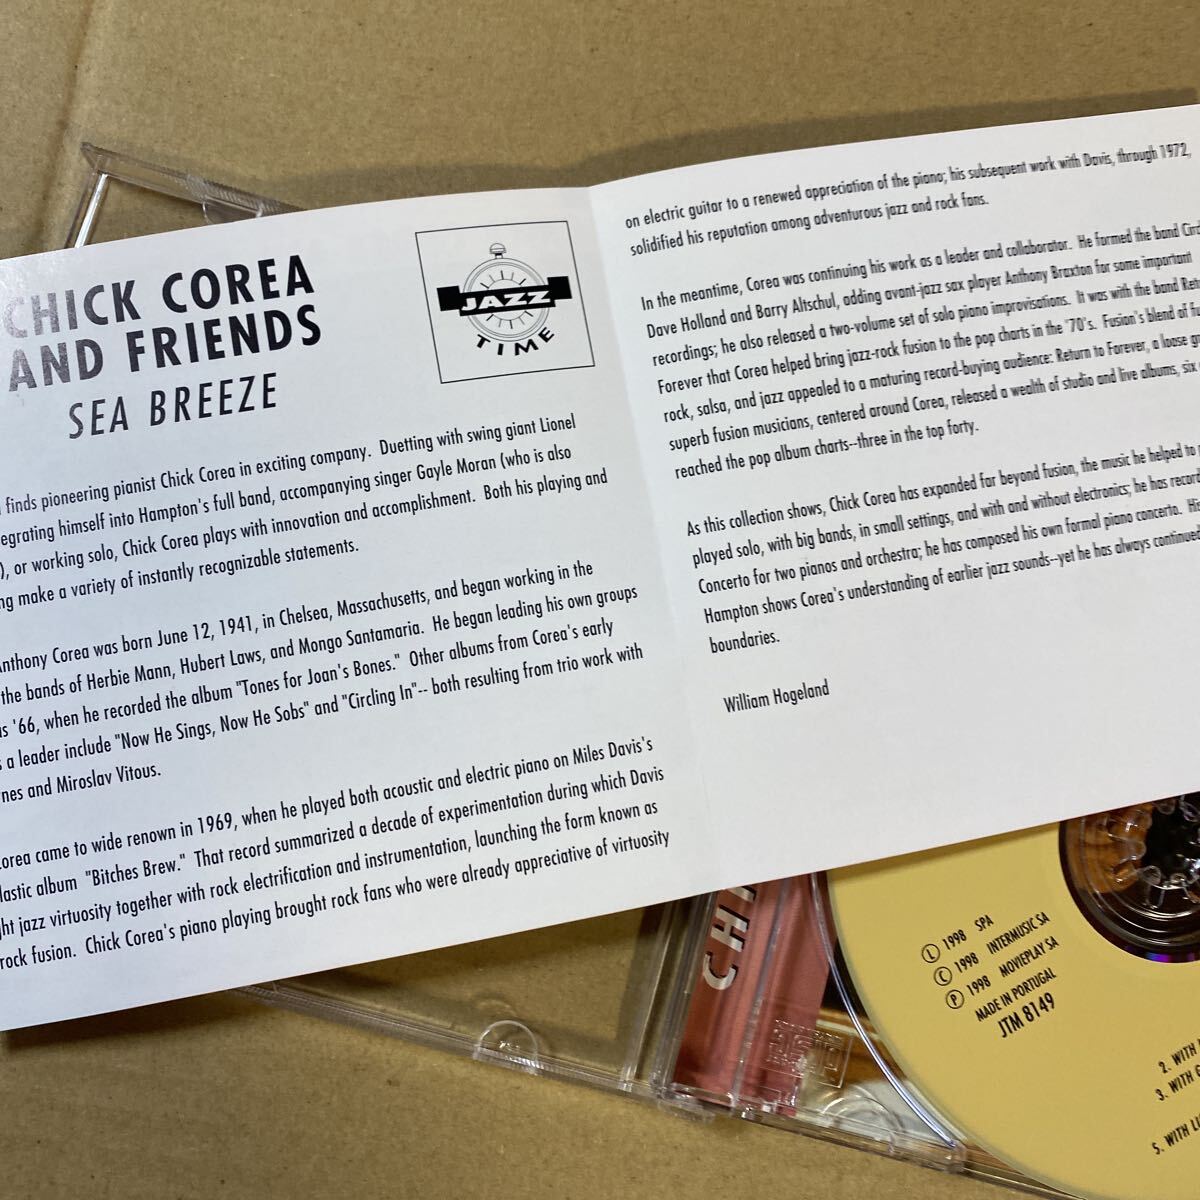 CHICK COREA
AND FRIENDS
SEA BREEZE
JAZZ
TIME
finds pioneering pianist Chick Corea in exciting company. Duetting with swing giant Lionel
egrating himself into Hampton's full band, accompanying singer Gayle Moran (who is also
), or working solo, Chick Corea plays with innovation and accomplishment. Both his playing and
ng make a variety of instantly recognizable statements.
Anthony Corea was born June 12, 1941, in Chelsea, Massachusetts, and began working in the
the bands of Herbie Mann, Hubert Laws, and Mongo Santamaria. He began leading his own groups
as '66, when he recorded the album "Tones for Joan's Bones." Other albums from Corea's early
s a leader include "Now He Sings, Now He Sobs" and "Circling In"-- both resulting from trio work with
nes and Miroslav Vitous.
Corea came to wide renown in 1969, when he played both acoustic and electric piano on Miles Davis's
lastic album "Bitches Brew." That record summarized a decade of experimentation during which Davis
ght jazz virtuosity together with rock electrification and instrumentation, launching the form known as
rock fusion. Chick Corea's piano playing brought rock fans who were already appreciative of virtuosity
on electric guitar to a renewed appreciation of the piano; his subsequent work with Davis, through 1972,
solidified his reputation among adventurous jazz and rock fans.
In the meantime, Corea was continuing his work as a leader and collaborator. He formed the band Circ
Dave Holland and Barry Altschul, adding avant-jazz sax player Anthony Braxton for some important
recordings; he also released a two-volume set of solo piano improvisations. It was with the band Retu
Forever that Corea helped bring jazz-rock fusion to the pop charts in the '70's. Fusion's blend of fu
rock, salsa, and jazz appealed to a maturing record-buying audience: Return to Forever, a loose gr
superb fusion musicians, centered around Corea, released a wealth of studio and live albums, six
reached the pop album charts--three in the top forty.
As this collection shows, Chick Corea has expanded far beyond fusion, the music he helped to
played solo, with big bands, in small settings, and with and without electronics; he has record
Concerto for two pianos and orchestra; he has composed his own formal piano concerto. His
Hampton shows Corea's understanding of earlier jazz sounds--yet he has always continued
boundaries.
William Hogeland
CHI
Ⓛ 1998 SPA
Ⓒ 1998 INTERMUSIC SA
Ⓟ 1998 MOVIEPLAY SA
MADE IN PORTUGAL
JTM 8149
2. WITH
3. WITH G
5. WITH LI